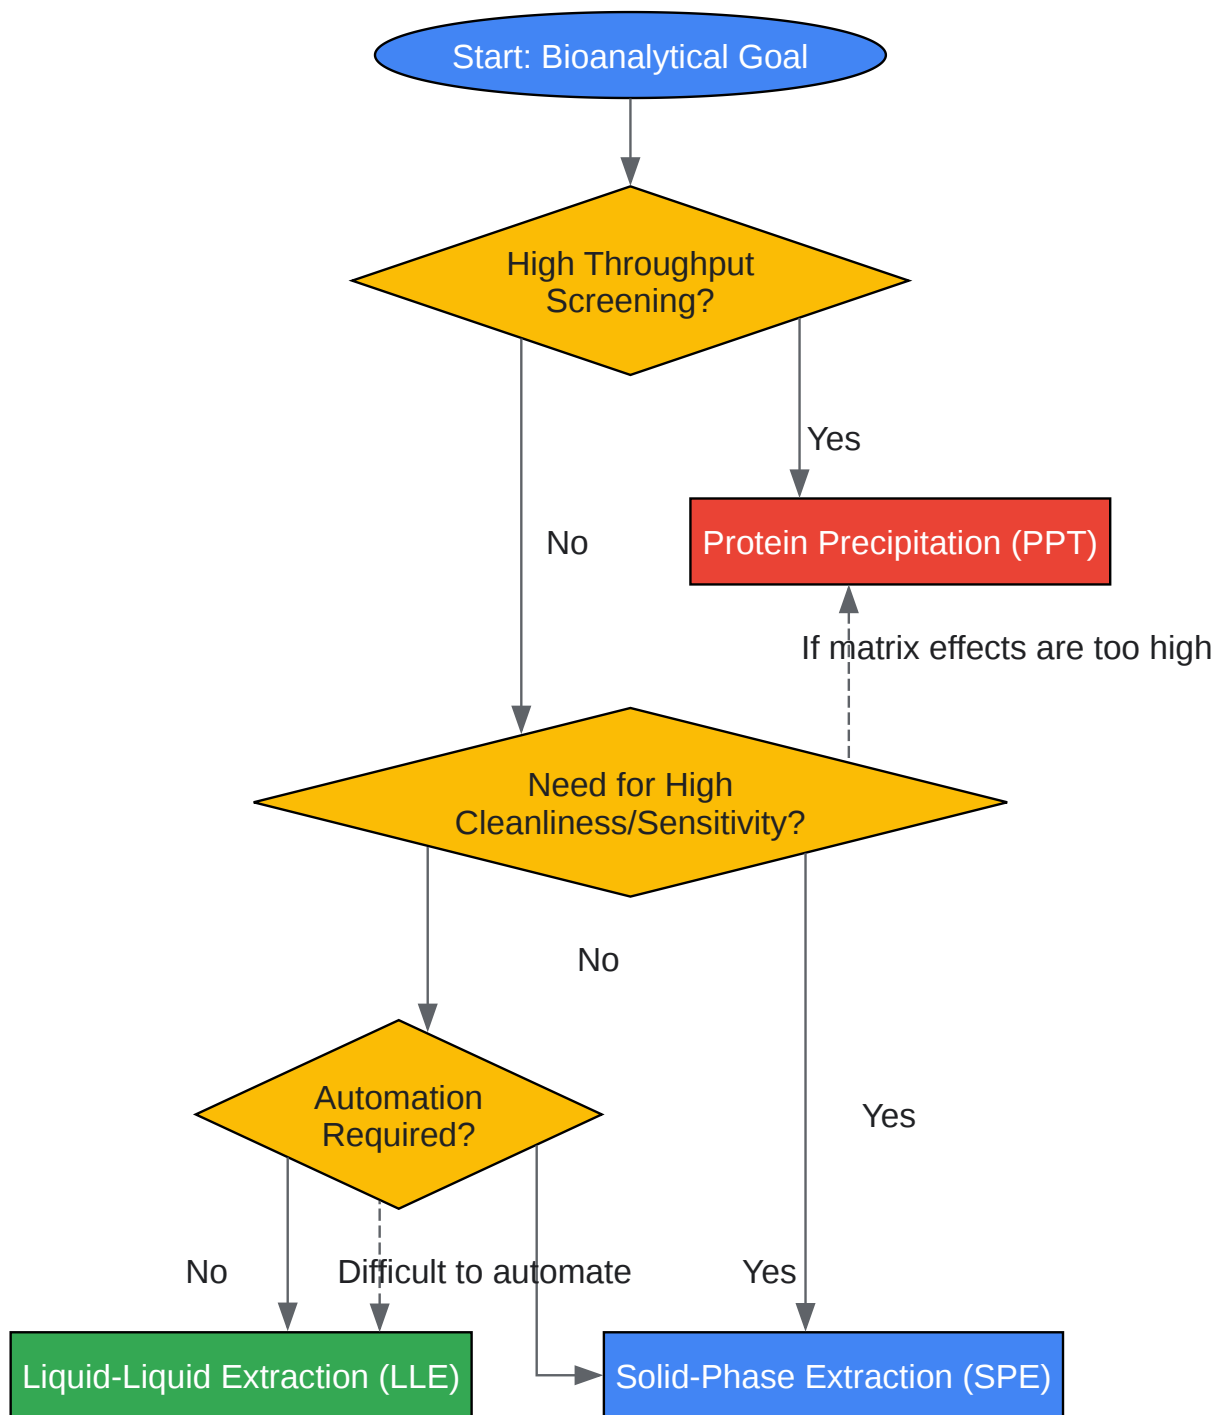 Start: Bioanalytical Goal
High Throughput
Screening?
Yes
No
Protein Precipitation (PPT)
If matrix effects are too high
Need for High
Cleanliness/Sensitivity?
No
Automation
Required?
Yes
No
Difficult to automate
Yes
Liquid-Liquid Extraction (LLE)
Solid-Phase Extraction (SPE)